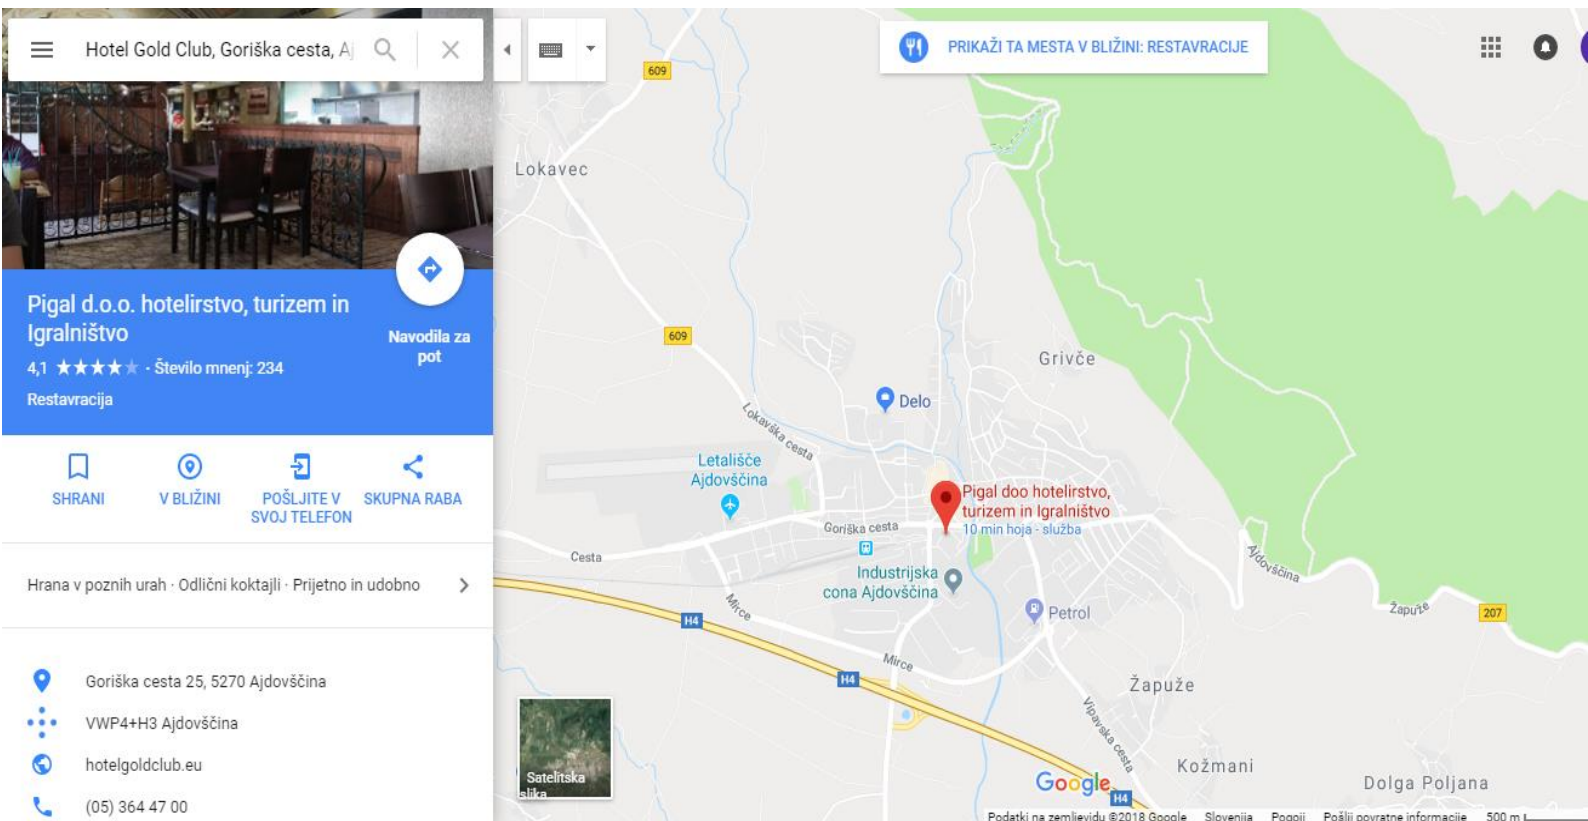 Hotel Gold Club, Goriška cesta, Aj
Pigal d.o.o. hotelirstvo, turizem in
Igralništvo
4,1 ★★★★★ · Število mnenj: 234
Restavracija
Navodila za
pot
SHRANI
V BLIŽINI
POŠLJITE V
SVOJ TELEFON
SKUPNA RABA
Hrana v poznih urah · Odlični koktajli · Prijetno in udobno
Goriška cesta 25, 5270 Ajdovščina
VWP4+H3 Ajdovščina
hotelgoldclub.eu
(05) 364 47 00
PRIKAŽI TA MESTA V BLIŽINI: RESTAVRACIJE
609
Lokavec
609
Grivče
Delo
Lokavška cesta
Letališče
Ajdovščina
Pigal doo hotelirstvo,
turizem in Igralništvo
10 min hoja - služba
Goriška cesta
Cesta
Industrijska
cona Ajdovščina
Ajdovščina
Mirce
H4
Petrol
Žapuže
207
Mirce
H4
Žapuže
Vipavska cesta
Kožmani
Dolga Poljana
Satelitska
slika
Google
H4
Podatki na zemljevidu ©2018 Google Slovenija Pogoji Pošlji povratne informacije 500 m